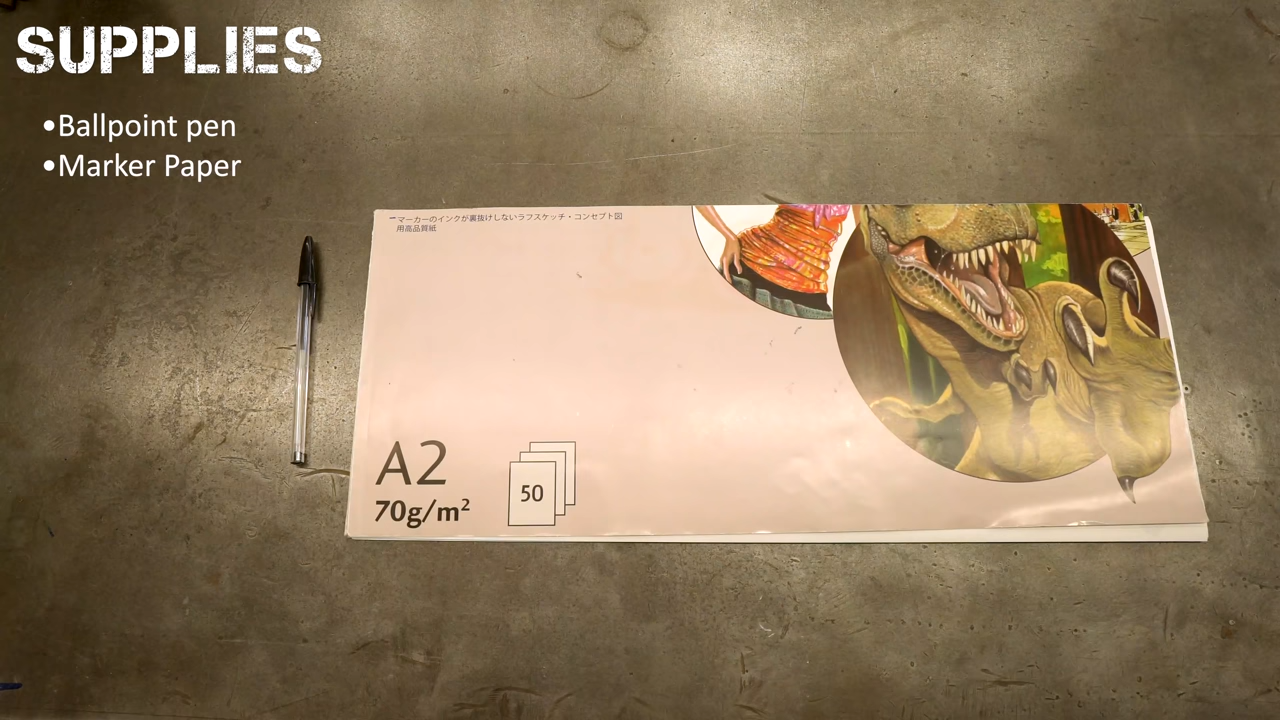 SUPPLIES
•Ballpoint pen
•Marker Paper
マーカーのインクが裏抜けしないラフスケッチ・コンセプト図
用高品質紙
A2
70g/m²
50